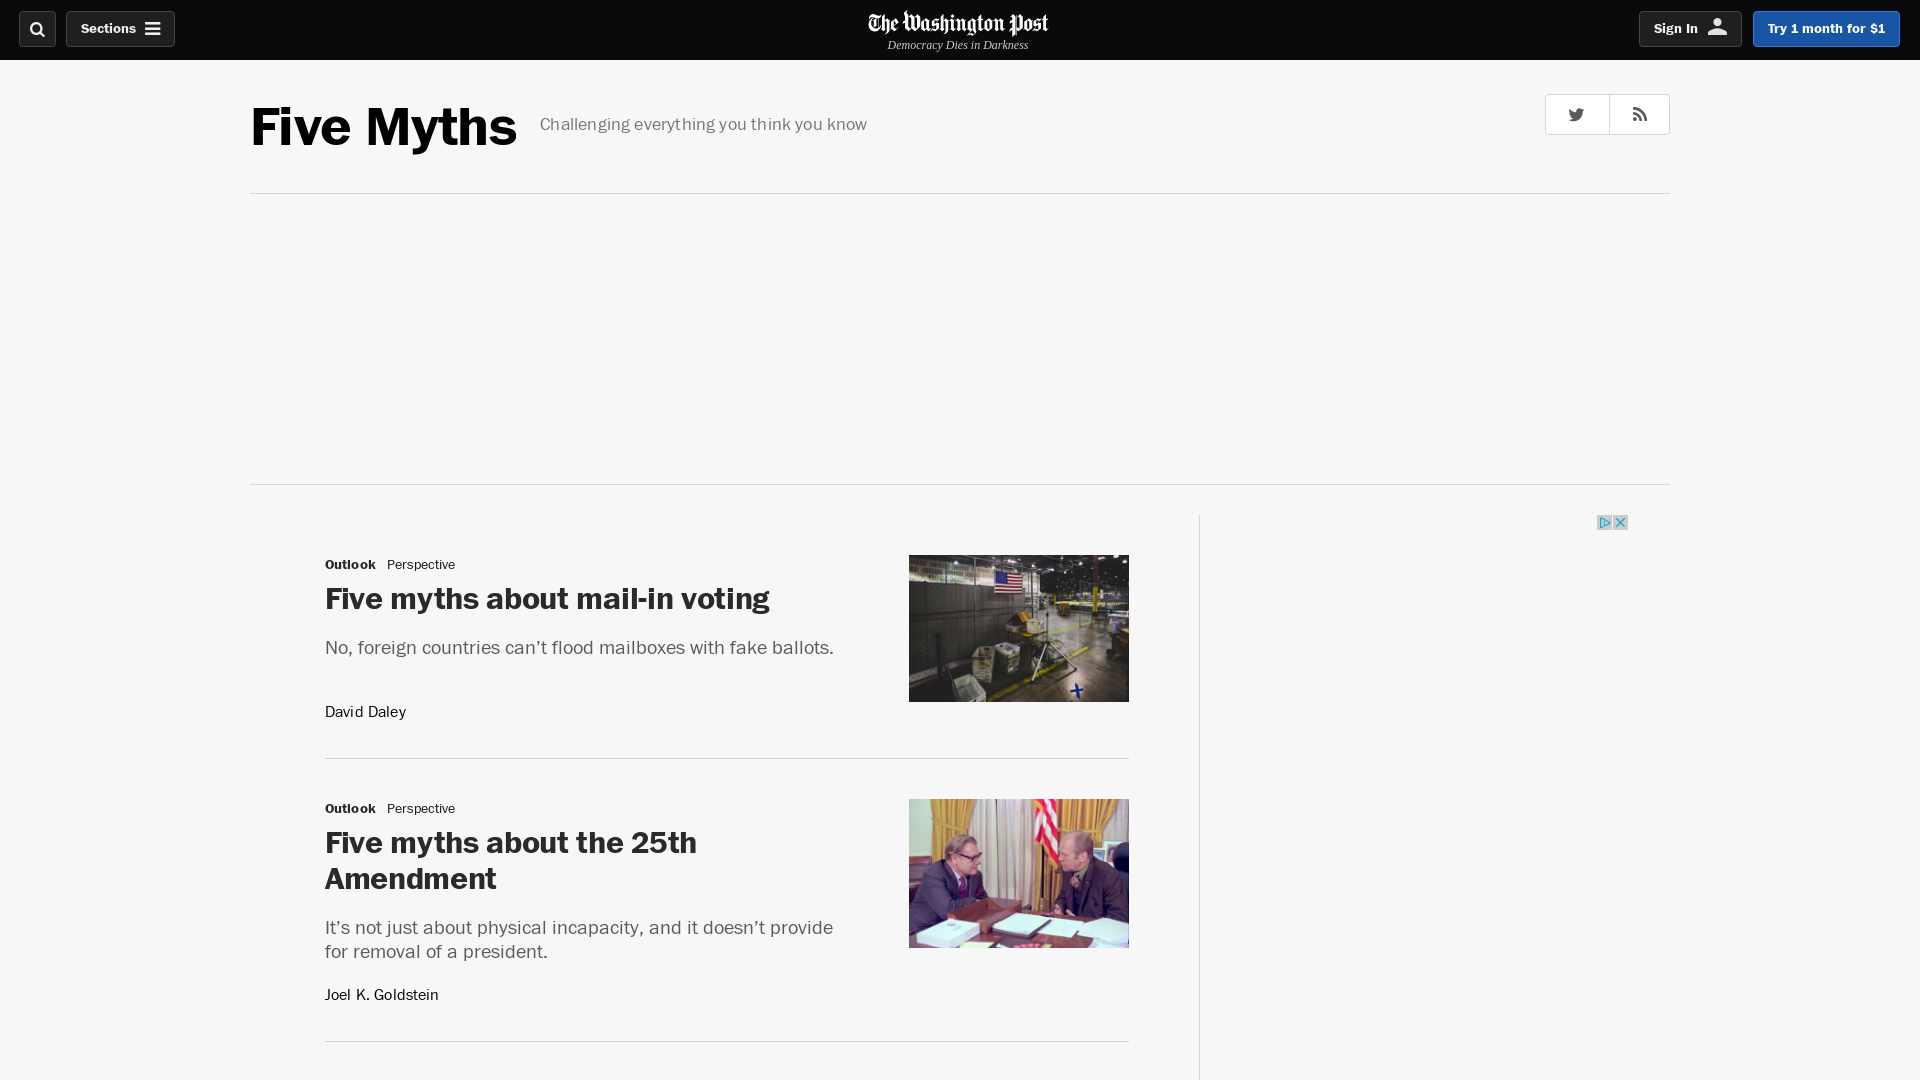 Sections
The Washington Post
Democracy Dies in Darkness
Sign In
Try 1 month for $1
Five Myths
Challenging everything you think you know
Outlook Perspective
Five myths about mail-in voting
No, foreign countries can’t flood mailboxes with fake ballots.
David Daley
Outlook Perspective
Five myths about the 25th
Amendment
It’s not just about physical incapacity, and it doesn’t provide
for removal of a president.
Joel K. Goldstein